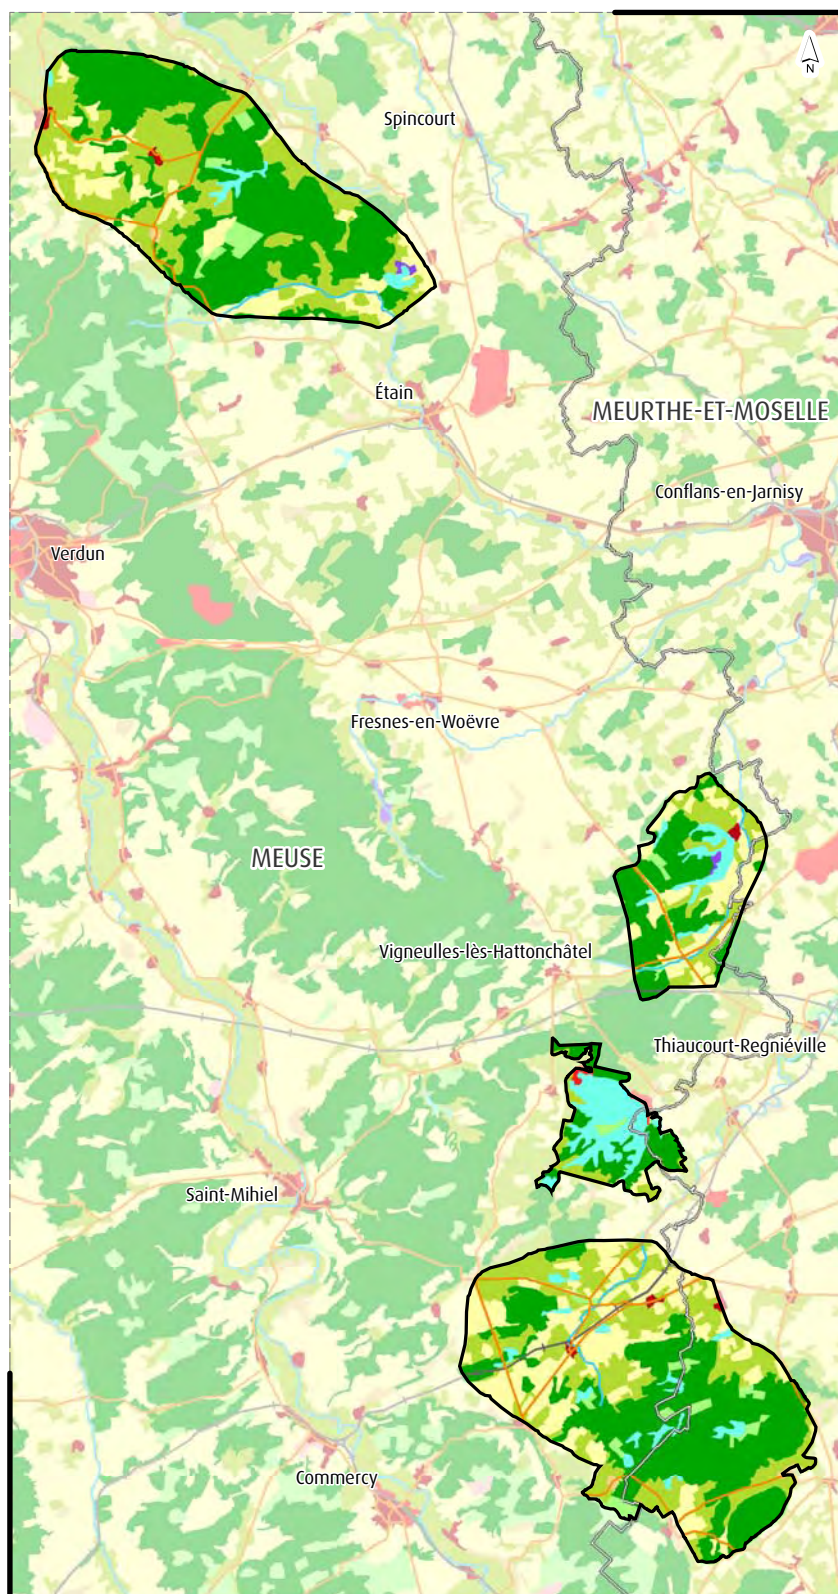 N
Spincourt
Étain
MEURTHE-ET-MOSELLE
Conflans-en-Jarnisy
Verdun
Fresnes-en-Woëvre
MEUSE
Vigneulles-lès-Hattonchâtel
Thiaucourt-Regniéville
Saint-Mihiel
Commercy